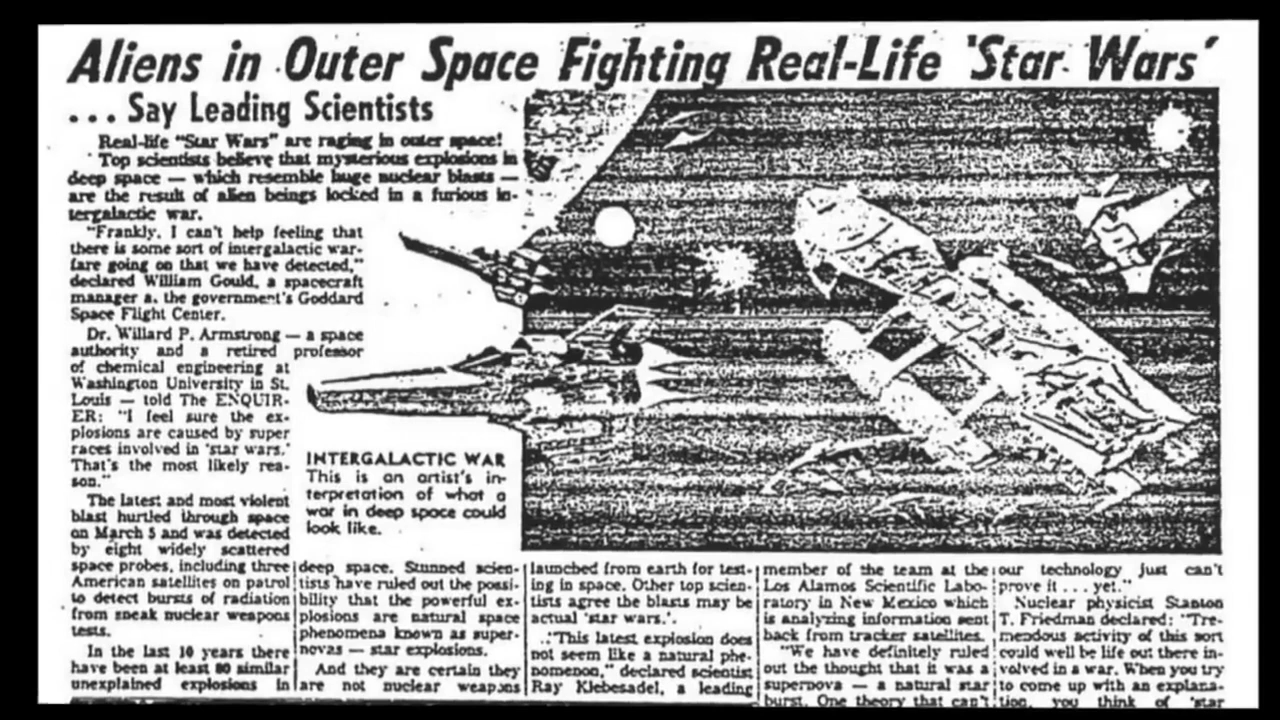 Aliens in Outer Space Fighting Real-Life 'Star Wars'
... Say Leading Scientists
Real-life "Star Wars" are raging in outer space!
Top scientists believe that mysterious explosions in
deep space — which resemble huge nuclear blasts —
are the result of alien beings locked in a furious in-
tergalactic war.
"Frankly, I can't help feeling that
there is some sort of intergalactic war-
fare going on that we have detected,"
declared William Gould, a spacecraft
manager a. the government's Goddard
Space Flight Center.
Dr. Willard P. Armstrong — a space
authority and a retired professor
of chemical engineering at
Washington University in St.
Louis — told The ENQUIR-
ER: "I feel sure the ex-
plosions are caused by super
races involved in 'star wars.'
That's the most likely rea-
son."
The latest and most violent
blast hurtled through space
on March 5 and was detected
by eight widely scattered
space probes, including three
American satellites on patrol
to detect bursts of radiation
from sneak nuclear weapons
tests.
In the last 10 years there
have been at least 80 similar
unexplained explosions in
INTERGALACTIC WAR
This is an artist's in-
terpretation of what a
war in deep space could
look like.
deep space. Stunned scien-
tists have ruled out the possi-
bility that the powerful ex-
plosions are natural space
phenomena known as super-
novas — star explosions.
And they are certain they
are not nuclear weapons
launched from earth for test-
ing in space. Other top scien-
tists agree the blasts may be
actual 'star wars.'
"This latest explosion does
not seem like a natural phe-
nomenon," declared scientist
Ray Klebesadel, a leading
member of the team at the
Los Alamos Scientific Labo-
ratory in New Mexico which
is analyzing information sent
back from tracker satellites.
"We have definitely ruled
out the thought that it was a
supernova — a natural star
burst. One theory that can't
our technology just can't
prove it . . . yet."
Nuclear physicist Stanton
T. Friedman declared: "Tre-
mendous activity of this sort
could well be life out there in-
volved in a war. When you try
to come up with an explana-
tion, you think of 'star